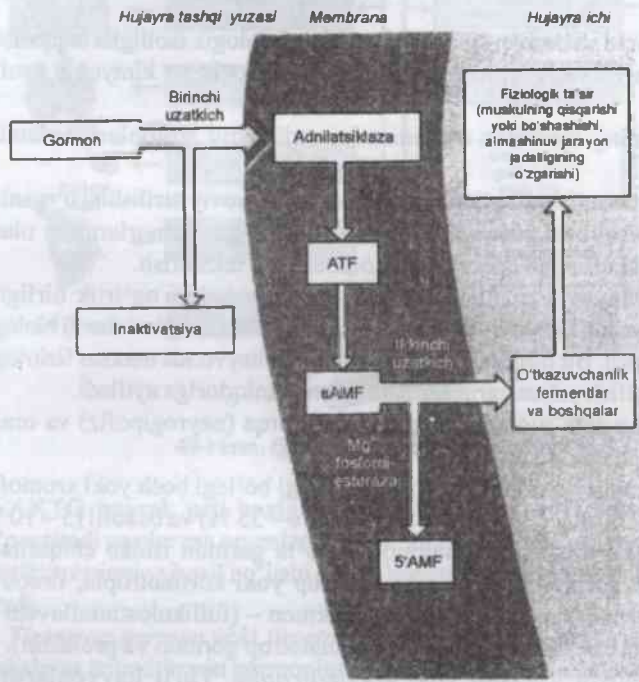 Hujayra tashqi yuzasi
Membrana
Hujayra ichi
Birinchi
uzatkich
Gormon
Adnilatsiklaza
Fiziologik ta'sir
(muskulning qisqarishi
yoki bo'shashishi,
almashinuv jarayon
jadalligining
o'zgarishi)
ATF
Inaktivatsiya
Ikkinchi
uzatkich
sAMF
O'tkazuvchanlik
fermentlar
va boshqalar
Mg
fosfomi-
esteraza
5'AMF